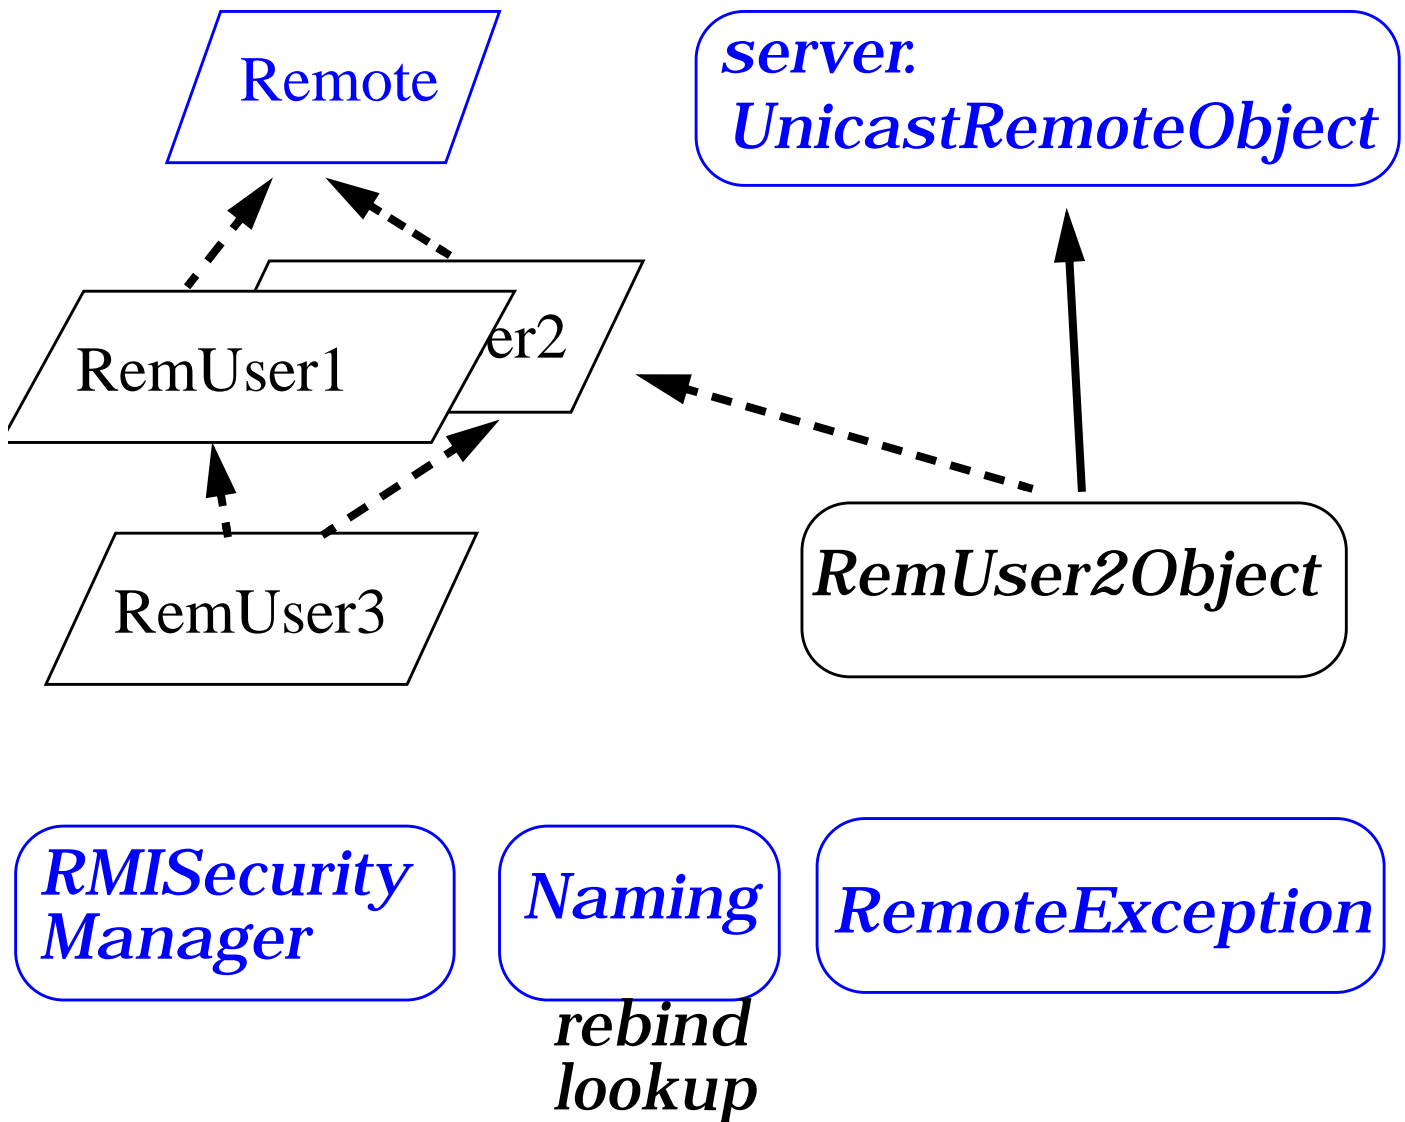 Remote
server.
UnicastRemoteObject
er2
RemUser1
RemUser2Object
RemUser3
RMISecurity
Manager
Naming
RemoteException
rebind
lookup